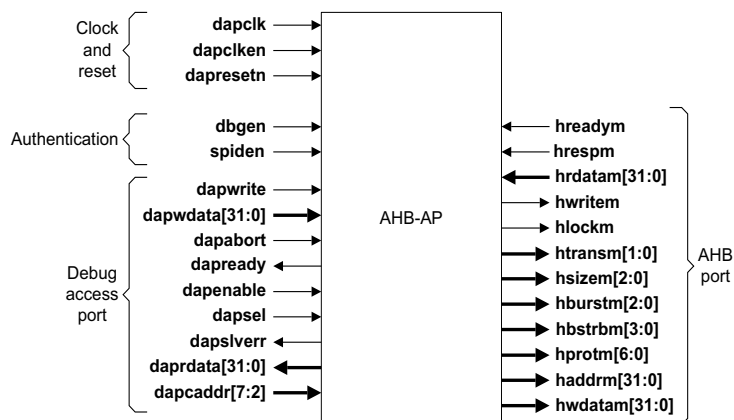 Clock
and
reset
dapclk
dapclken
dapresetn
Authentication
dbgen
spiden
Debug
access
port
dapwrite
dapwdata[31:0]
dapabort
dapready
dapenable
dapsel
dapslverr
daprdata[31:0]
dapcaddr[7:2]
AHB-AP
hreadym
hrespm
hrdatam[31:0]
hwritem
hlockm
htransm[1:0]
hsizem[2:0]
hburstm[2:0]
hbstrbm[3:0]
hprotm[6:0]
haddrm[31:0]
hwdatam[31:0]
AHB
port